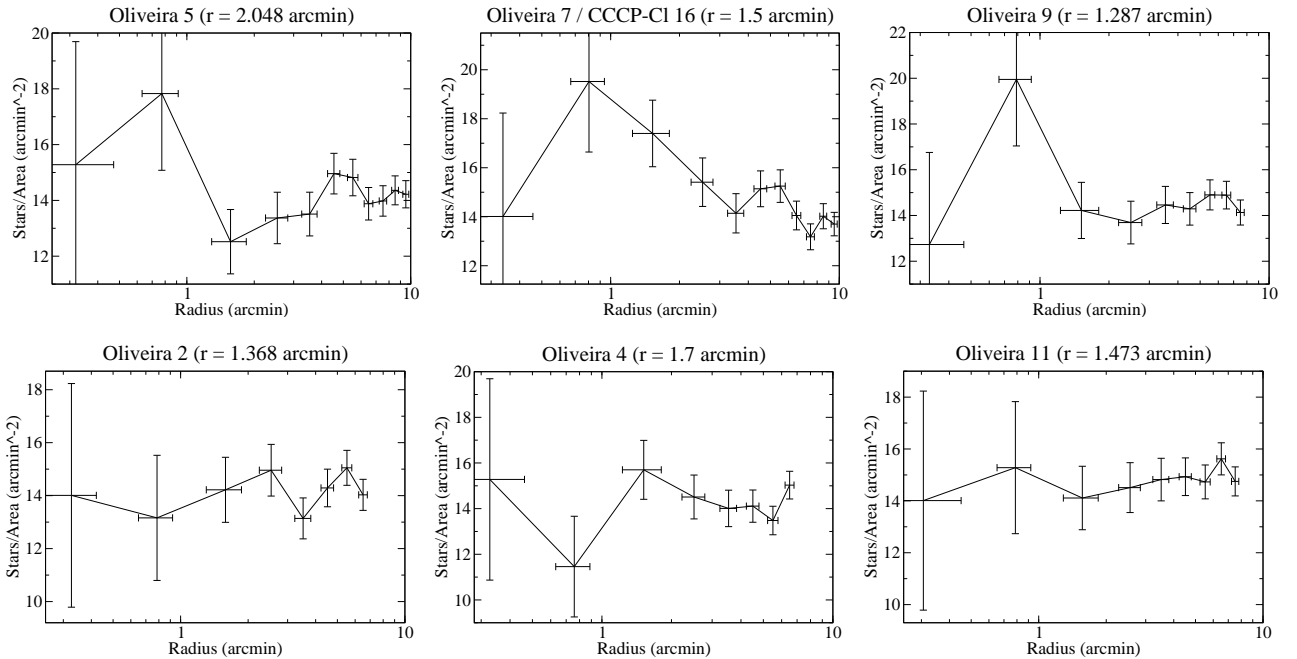 Oliveira 5 (r = 2.048 arcmin)
20
18
16
14
12
Stars/Area (arcmin^-2)
1
10
Radius (arcmin)
Oliveira 7 / CCCP-Cl 16 (r = 1.5 arcmin)
20
18
16
14
12
Stars/Area (arcmin^-2)
1
10
Radius (arcmin)
Oliveira 9 (r = 1.287 arcmin)
22
20
18
16
14
12
Stars/Area (arcmin^-2)
1
10
Radius (arcmin)
Oliveira 2 (r = 1.368 arcmin)
18
16
14
12
10
Stars/Area (arcmin^-2)
1
10
Radius (arcmin)
Oliveira 4 (r = 1.7 arcmin)
20
18
16
14
12
10
Stars/Area (arcmin^-2)
1
10
Radius (arcmin)
Oliveira 11 (r = 1.473 arcmin)
18
16
14
12
10
Stars/Area (arcmin^-2)
1
10
Radius (arcmin)